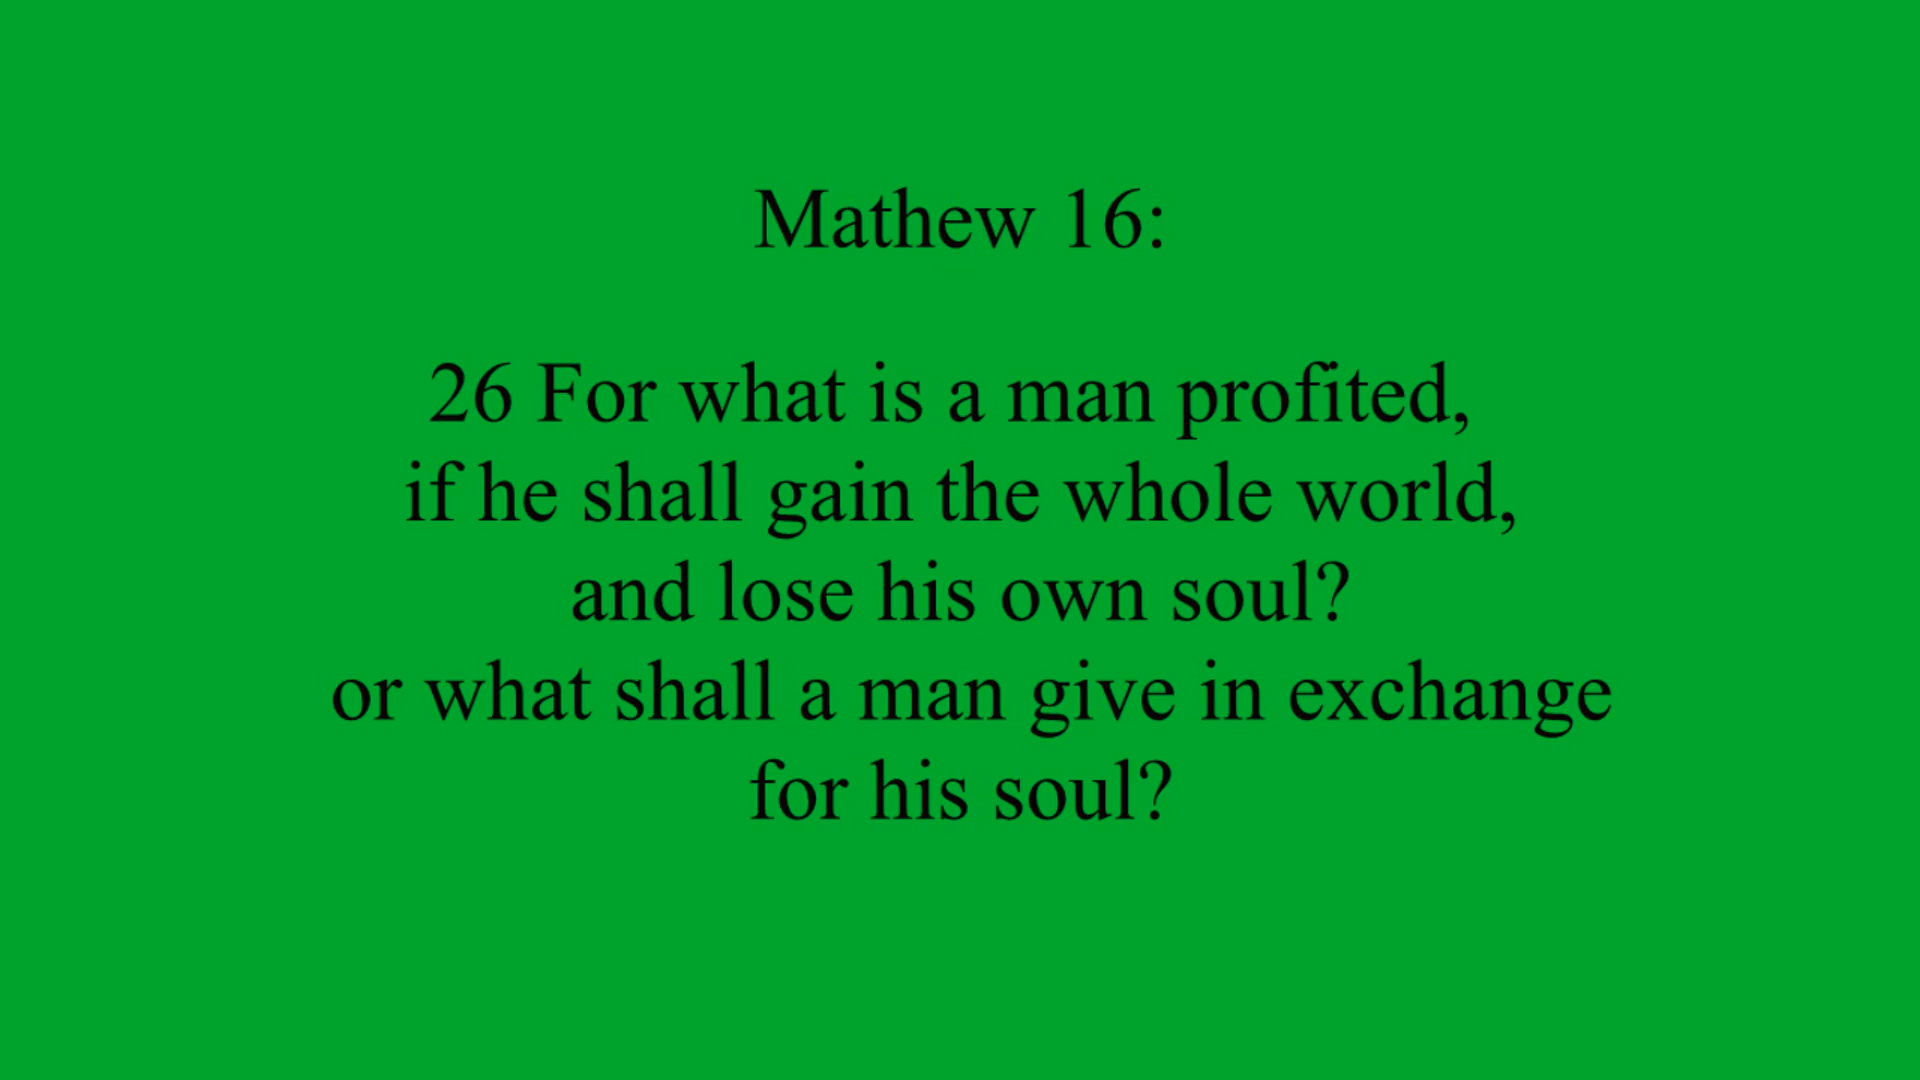 Mathew 16:
26 For what is a man profited,
if he shall gain the whole world,
and lose his own soul?
or what shall a man give in exchange
for his soul?